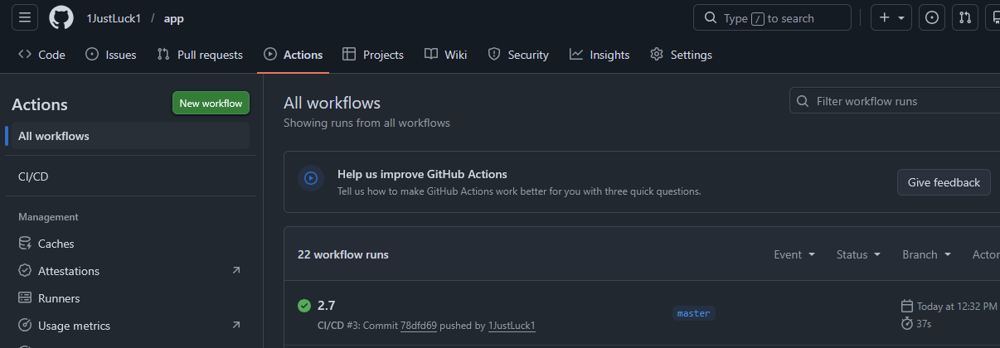 1JustLuck1 / app
Type / to search
Code Issues Pull requests Actions Projects Wiki Security Insights Settings
Actions
New workflow
All workflows
CI/CD
Management
Caches
Attestations
Runners
Usage metrics
All workflows
Showing runs from all workflows
Filter workflow runs
Help us improve GitHub Actions
Tell us how to make GitHub Actions work better for you with three quick questions.
Give feedback
22 workflow runs
Event Status Branch Actor
2.7
CI/CD #3: Commit 78dfd69 pushed by 1JustLuck1
master
Today at 12:32 PM
37s